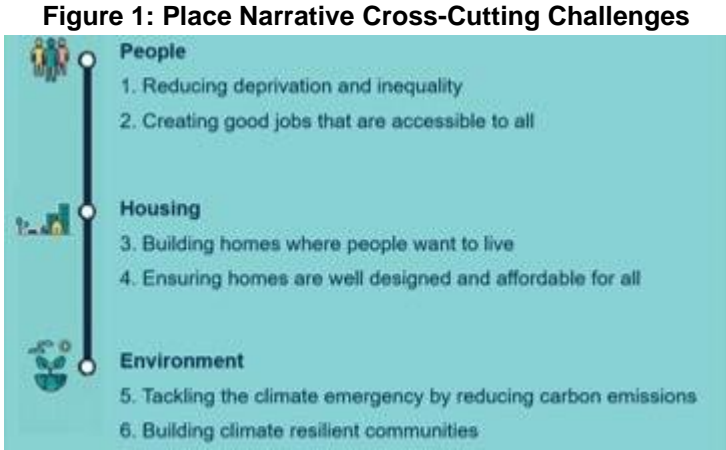 Figure 1: Place Narrative Cross-Cutting Challenges
People
1. Reducing deprivation and inequality
2. Creating good jobs that are accessible to all
Housing
3. Building homes where people want to live
4. Ensuring homes are well designed and affordable for all
Environment
5. Tackling the climate emergency by reducing carbon emissions
6. Building climate resilient communities